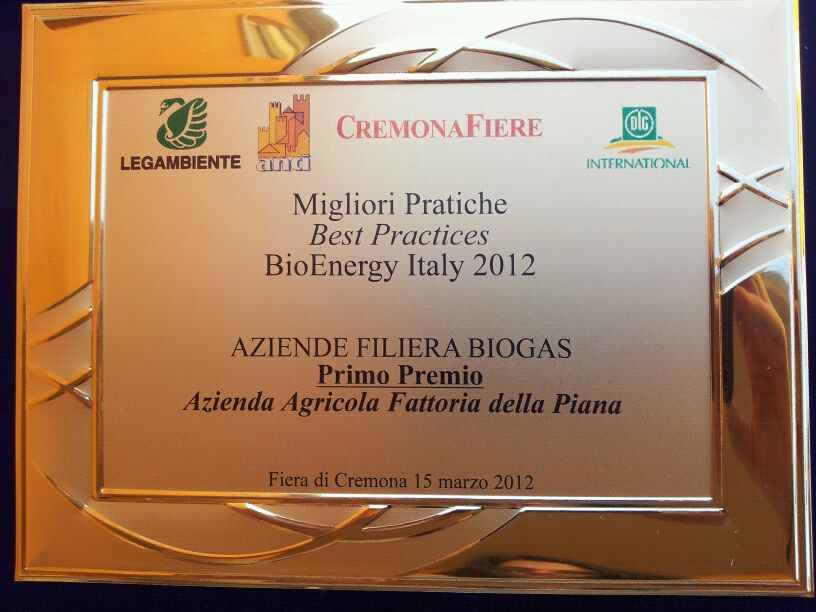 LEGAMBIENTE
anci
CREMONAFIERE
DLG
INTERNATIONAL
Migliori Pratiche
Best Practices
BioEnergy Italy 2012
AZIENDE FILIERA BIOGAS
Primo Premio
Azienda Agricola Fattoria della Piana
Fiera di Cremona 15 marzo 2012